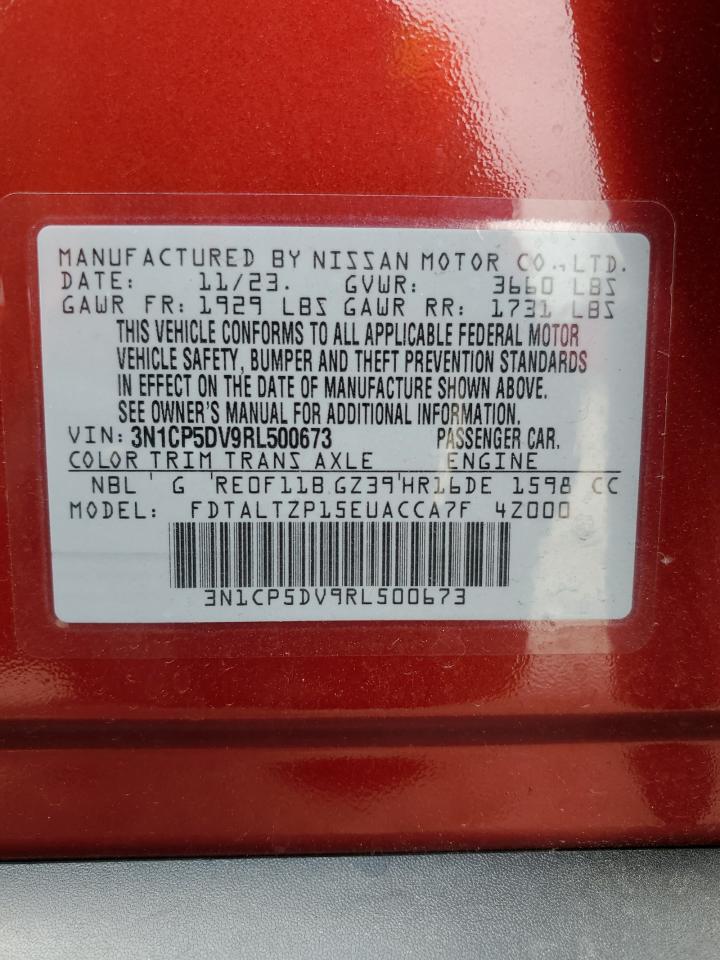 MANUFACTURED BY NISSAN MOTOR CO.,LTD.
DATE: 11/23. GVWR: 3660 LBS
GAWR FR: 1929 LBS GAWR RR: 1731 LBS
THIS VEHICLE CONFORMS TO ALL APPLICABLE FEDERAL MOTOR
VEHICLE SAFETY, BUMPER AND THEFT PREVENTION STANDARDS
IN EFFECT ON THE DATE OF MANUFACTURE SHOWN ABOVE.
SEE OWNER'S MANUAL FOR ADDITIONAL INFORMATION.
VIN: 3N1CP5DV9RL500673 PASSENGER CAR.
COLOR TRIM TRANS AXLE ENGINE
NBL ' G 'RE0F11B GZ39'HR16DE 1598 CC
MODEL: FDTALTZP15EUACCA7F 4Z000
3N1CP5DV9RL500673